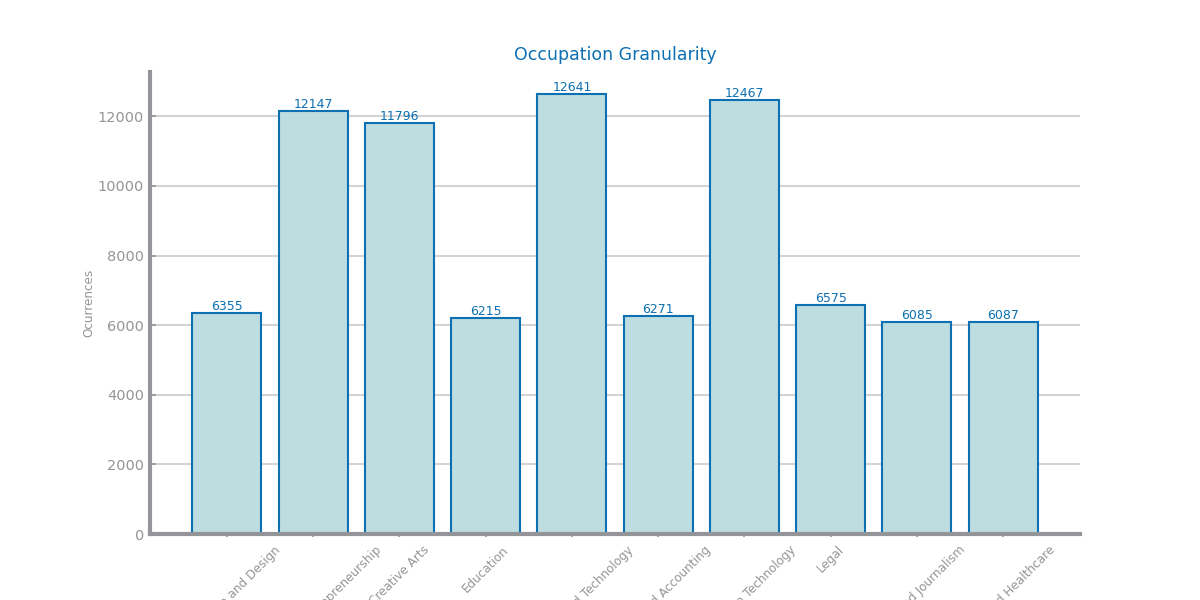 Occupation Granularity
Ocurrences
12000
10000
8000
6000
4000
2000
0
6355
12147
11796
6215
12641
6271
12467
6575
6085
6087
and Design
Creative Arts
Education
Technology
Accounting
Technology
Legal
Journalism
Healthcare